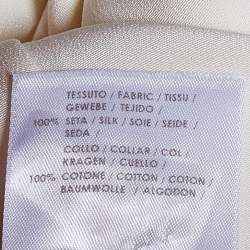 TESSUTO / FABRIC / TISSU /
GEWEBE / TEJIDO /
100% SETA / SILK / SOIE / SEIDE /
SEDA /
COLLO / COLLAR / COL /
KRAGEN / CUELLO /
100% COTONE / COTTON / COTON /
BAUMWOLLE / ALGODON /